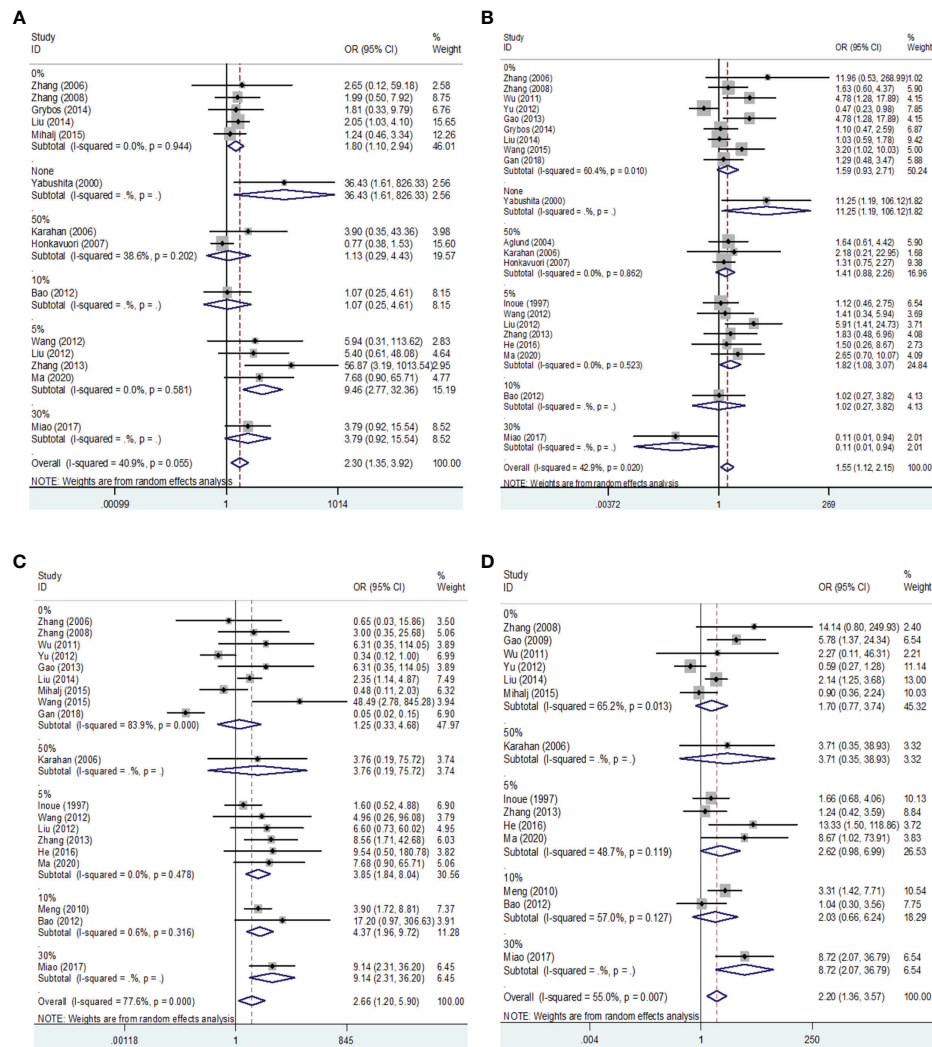 A
Study %
ID OR (95% CI) Weight
0%
Zhang (2006) 2.65 (0.12, 59.18) 2.58
Zhang (2008) 1.99 (0.50, 7.92) 8.75
Grybos (2014) 1.81 (0.33, 9.79) 6.76
Liu (2014) 2.05 (1.03, 4.10) 15.65
Mihalj (2015) 1.24 (0.46, 3.34) 12.26
Subtotal (I-squared = 0.0%, p = 0.944) 1.80 (1.10, 2.94) 46.01
.
None
Yabushita (2000) 36.43 (1.61, 826.33) 2.56
Subtotal (I-squared = .%, p = .) 36.43 (1.61, 826.33) 2.56
.
50%
Karahan (2006) 3.90 (0.35, 43.36) 3.98
Honkavuori (2007) 0.77 (0.38, 1.53) 15.60
Subtotal (I-squared = 38.6%, p = 0.202) 1.13 (0.29, 4.43) 19.57
.
10%
Bao (2012) 1.07 (0.25, 4.61) 8.15
Subtotal (I-squared = .%, p = .) 1.07 (0.25, 4.61) 8.15
.
5%
Wang (2012) 5.94 (0.31, 113.62) 2.83
Liu (2012) 5.40 (0.61, 48.08) 4.64
Zhang (2013) 56.87 (3.19, 1013.54) 2.95
Ma (2020) 7.68 (0.90, 65.71) 4.77
Subtotal (I-squared = 0.0%, p = 0.581) 9.46 (2.77, 32.36) 15.19
.
30%
Miao (2017) 3.79 (0.92, 15.54) 8.52
Subtotal (I-squared = .%, p = .) 3.79 (0.92, 15.54) 8.52
.
Overall (I-squared = 40.9%, p = 0.055) 2.30 (1.35, 3.92) 100.00
NOTE: Weights are from random effects analysis
.00099 1 1014
B
Study %
ID OR (95% CI) Weight
0%
Zhang (2006) 11.96 (0.53, 268.99) 1.02
Zhang (2008) 1.63 (0.60, 4.37) 5.90
Wu (2011) 4.78 (1.28, 17.89) 4.15
Yu (2012) 0.47 (0.23, 0.98) 7.85
Gao (2013) 4.78 (1.28, 17.89) 4.15
Grybos (2014) 1.10 (0.47, 2.59) 6.87
Liu (2014) 1.03 (0.59, 1.78) 9.42
Wang (2015) 3.20 (1.02, 10.03) 5.00
Gan (2018) 1.29 (0.48, 3.47) 5.88
Subtotal (I-squared = 60.4%, p = 0.010) 1.59 (0.93, 2.71) 50.24
.
None
Yabushita (2000) 11.25 (1.19, 106.12) 1.82
Subtotal (I-squared = .%, p = .) 11.25 (1.19, 106.12) 1.82
.
50%
Aglund (2004) 1.64 (0.61, 4.42) 5.90
Karahan (2006) 2.18 (0.21, 22.95) 1.68
Honkavuori (2007) 1.31 (0.75, 2.27) 9.38
Subtotal (I-squared = 0.0%, p = 0.862) 1.41 (0.88, 2.26) 16.96
.
5%
Inoue (1997) 1.12 (0.46, 2.75) 6.54
Wang (2012) 1.41 (0.34, 5.94) 3.69
Liu (2012) 5.91 (1.41, 24.73) 3.71
Zhang (2013) 1.83 (0.48, 6.96) 4.08
He (2016) 1.50 (0.26, 8.67) 2.73
Ma (2020) 2.65 (0.70, 10.07) 4.09
Subtotal (I-squared = 0.0%, p = 0.523) 1.82 (1.08, 3.07) 24.84
.
10%
Bao (2012) 1.02 (0.27, 3.82) 4.13
Subtotal (I-squared = .%, p = .) 1.02 (0.27, 3.82) 4.13
.
30%
Miao (2017) 0.11 (0.01, 0.94) 2.01
Subtotal (I-squared = .%, p = .) 0.11 (0.01, 0.94) 2.01
.
Overall (I-squared = 42.9%, p = 0.020) 1.55 (1.12, 2.15) 100.00
NOTE: Weights are from random effects analysis
.00372 1 269
C
Study %
ID OR (95% CI) Weight
0%
Zhang (2006) 0.65 (0.03, 15.86) 3.50
Zhang (2008) 3.00 (0.35, 25.68) 5.06
Wu (2011) 6.31 (0.35, 114.05) 3.89
Yu (2012) 0.34 (0.12, 1.00) 6.99
Gao (2013) 6.31 (0.35, 114.05) 3.89
Liu (2014) 2.35 (1.14, 4.87) 7.49
Mihalj (2015) 0.48 (0.11, 2.03) 6.32
Wang (2015) 48.49 (2.78, 845.28) 3.94
Gan (2018) 0.05 (0.02, 0.15) 6.90
Subtotal (I-squared = 83.9%, p = 0.000) 1.25 (0.33, 4.68) 47.97
.
50%
Karahan (2006) 3.76 (0.19, 75.72) 3.74
Subtotal (I-squared = .%, p = .) 3.76 (0.19, 75.72) 3.74
.
5%
Inoue (1997) 1.60 (0.52, 4.88) 6.90
Wang (2012) 4.96 (0.26, 96.08) 3.79
Liu (2012) 6.60 (0.73, 60.02) 4.95
Zhang (2013) 8.56 (1.71, 42.68) 6.03
He (2016) 9.54 (0.50, 180.78) 3.82
Ma (2020) 7.68 (0.90, 65.71) 5.06
Subtotal (I-squared = 0.0%, p = 0.478) 3.85 (1.84, 8.04) 30.56
.
10%
Meng (2010) 3.90 (1.72, 8.81) 7.37
Bao (2012) 17.20 (0.97, 306.63) 3.91
Subtotal (I-squared = 0.6%, p = 0.316) 4.37 (1.96, 9.72) 11.28
.
30%
Miao (2017) 9.14 (2.31, 36.20) 6.45
Subtotal (I-squared = .%, p = .) 9.14 (2.31, 36.20) 6.45
.
Overall (I-squared = 77.6%, p = 0.000) 2.66 (1.20, 5.90) 100.00
NOTE: Weights are from random effects analysis
.00118 1 845
D
Study %
ID OR (95% CI) Weight
0%
Zhang (2008) 14.14 (0.80, 249.93) 2.40
Gao (2009) 5.78 (1.37, 24.34) 6.54
Wu (2011) 2.27 (0.11, 46.31) 2.21
Yu (2012) 0.59 (0.27, 1.28) 11.14
Liu (2014) 2.14 (1.25, 3.68) 13.00
Mihalj (2015) 0.90 (0.36, 2.24) 10.03
Subtotal (I-squared = 65.2%, p = 0.013) 1.70 (0.77, 3.74) 45.32
.
50%
Karahan (2006) 3.71 (0.35, 38.93) 3.32
Subtotal (I-squared = .%, p = .) 3.71 (0.35, 38.93) 3.32
.
5%
Inoue (1997) 1.66 (0.68, 4.06) 10.13
Zhang (2013) 1.24 (0.42, 3.59) 8.84
He (2016) 13.33 (1.50, 118.86) 3.72
Ma (2020) 8.67 (1.02, 73.91) 3.83
Subtotal (I-squared = 48.7%, p = 0.119) 2.62 (0.98, 6.99) 26.53
.
10%
Meng (2010) 3.31 (1.42, 7.71) 10.54
Bao (2012) 1.04 (0.30, 3.56) 7.75
Subtotal (I-squared = 57.0%, p = 0.127) 2.03 (0.66, 6.24) 18.29
.
30%
Miao (2017) 8.72 (2.07, 36.79) 6.54
Subtotal (I-squared = .%, p = .) 8.72 (2.07, 36.79) 6.54
.
Overall (I-squared = 55.0%, p = 0.007) 2.20 (1.36, 3.57) 100.00
NOTE: Weights are from random effects analysis
.004 1 250